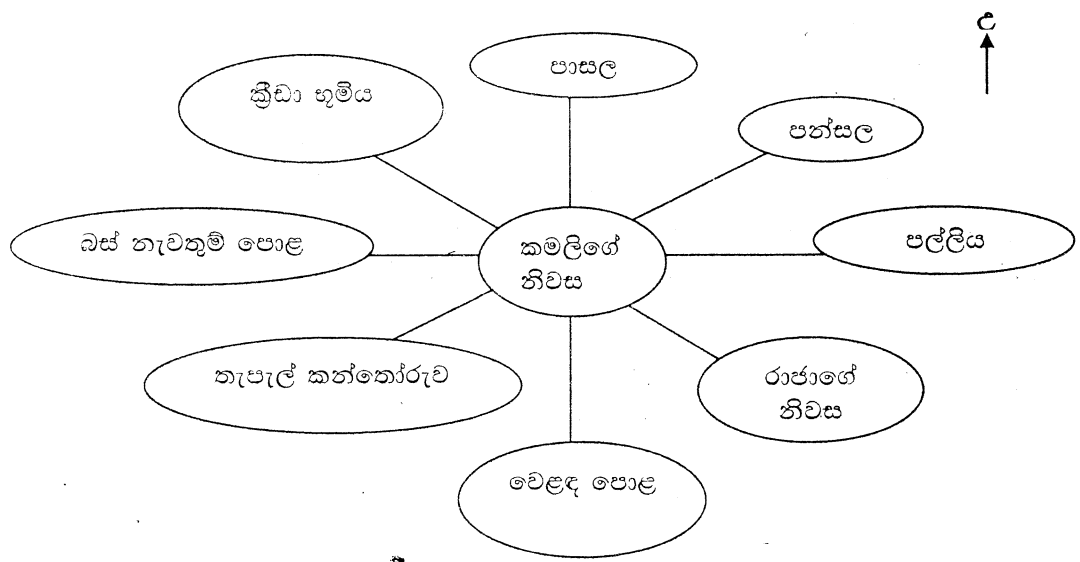 උ
පාසල
ක්‍රීඩා භූමිය
පන්සල
බස් නැවතුම් පොළ
කමලිගේ
නිවස
පල්ලිය
තැපැල් කන්තෝරුව
රාජාගේ
නිවස
වෙළඳ පොළ